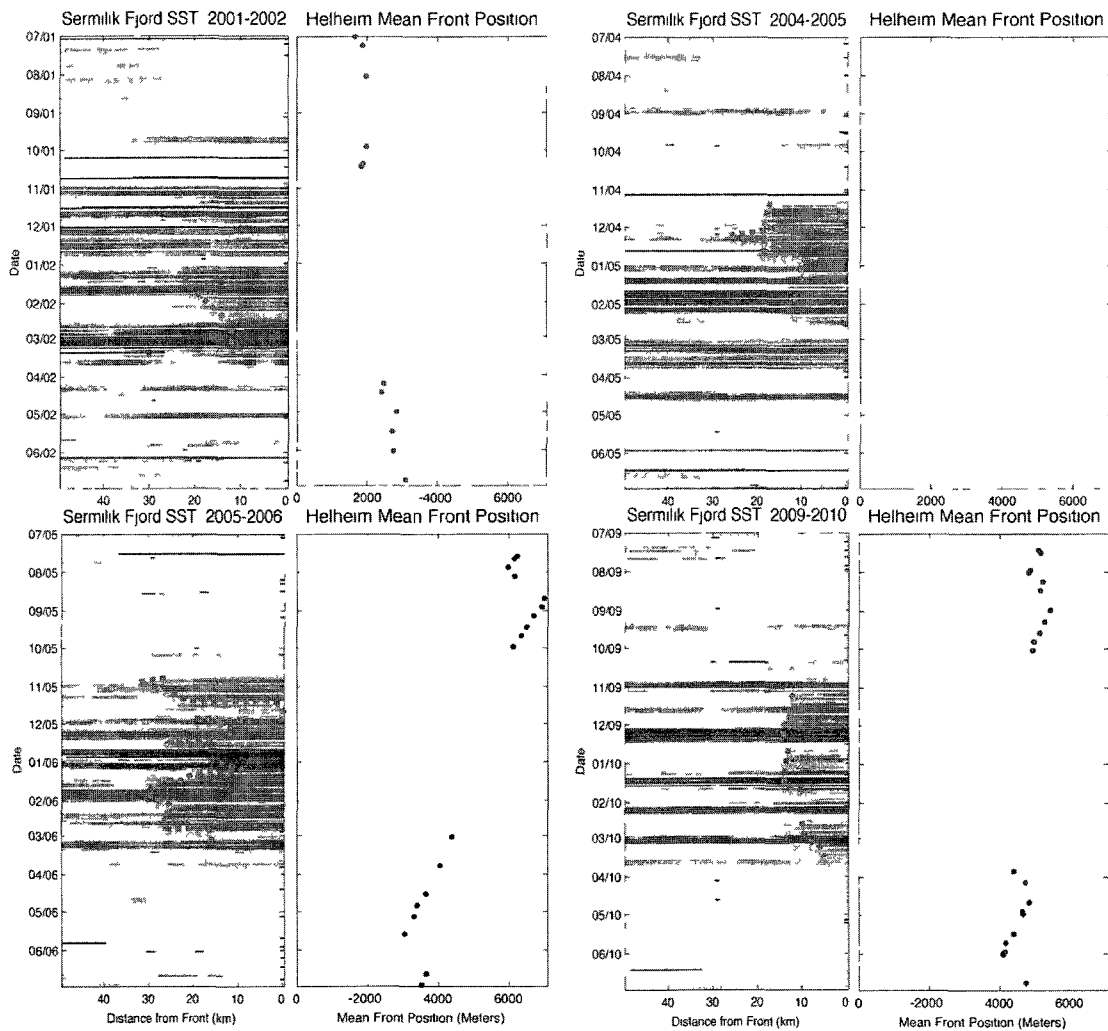 Sermilik Fjord SST 2001-2002
Helheim Mean Front Position
Date
07/01
08/01
09/01
10/01
11/01
12/01
01/02
02/02
03/02
04/02
05/02
06/02
40 30 20 10 0
0 2000 4000 6000
Sermilik Fjord SST 2004-2005
Helheim Mean Front Position
Date
07/04
08/04
09/04
10/04
11/04
12/04
01/05
02/05
03/05
04/05
05/05
06/05
40 30 20 10 0
0 2000 4000 6000
Sermilik Fjord SST 2005-2006
Helheim Mean Front Position
Date
07/05
08/05
09/05
10/05
11/05
12/05
01/06
02/06
03/06
04/06
05/06
06/06
40 30 20 10 0
Distance from Front (km)
0 -2000 4000 6000
Mean Front Position (Meters)
Sermilik Fjord SST 2009-2010
Helheim Mean Front Position
Date
07/09
08/09
09/09
10/09
11/09
12/09
01/10
02/10
03/10
04/10
05/10
06/10
40 30 20 10 0
Distance from Front (km)
0 2000 4000 6000
Mean Front Position (Meters)